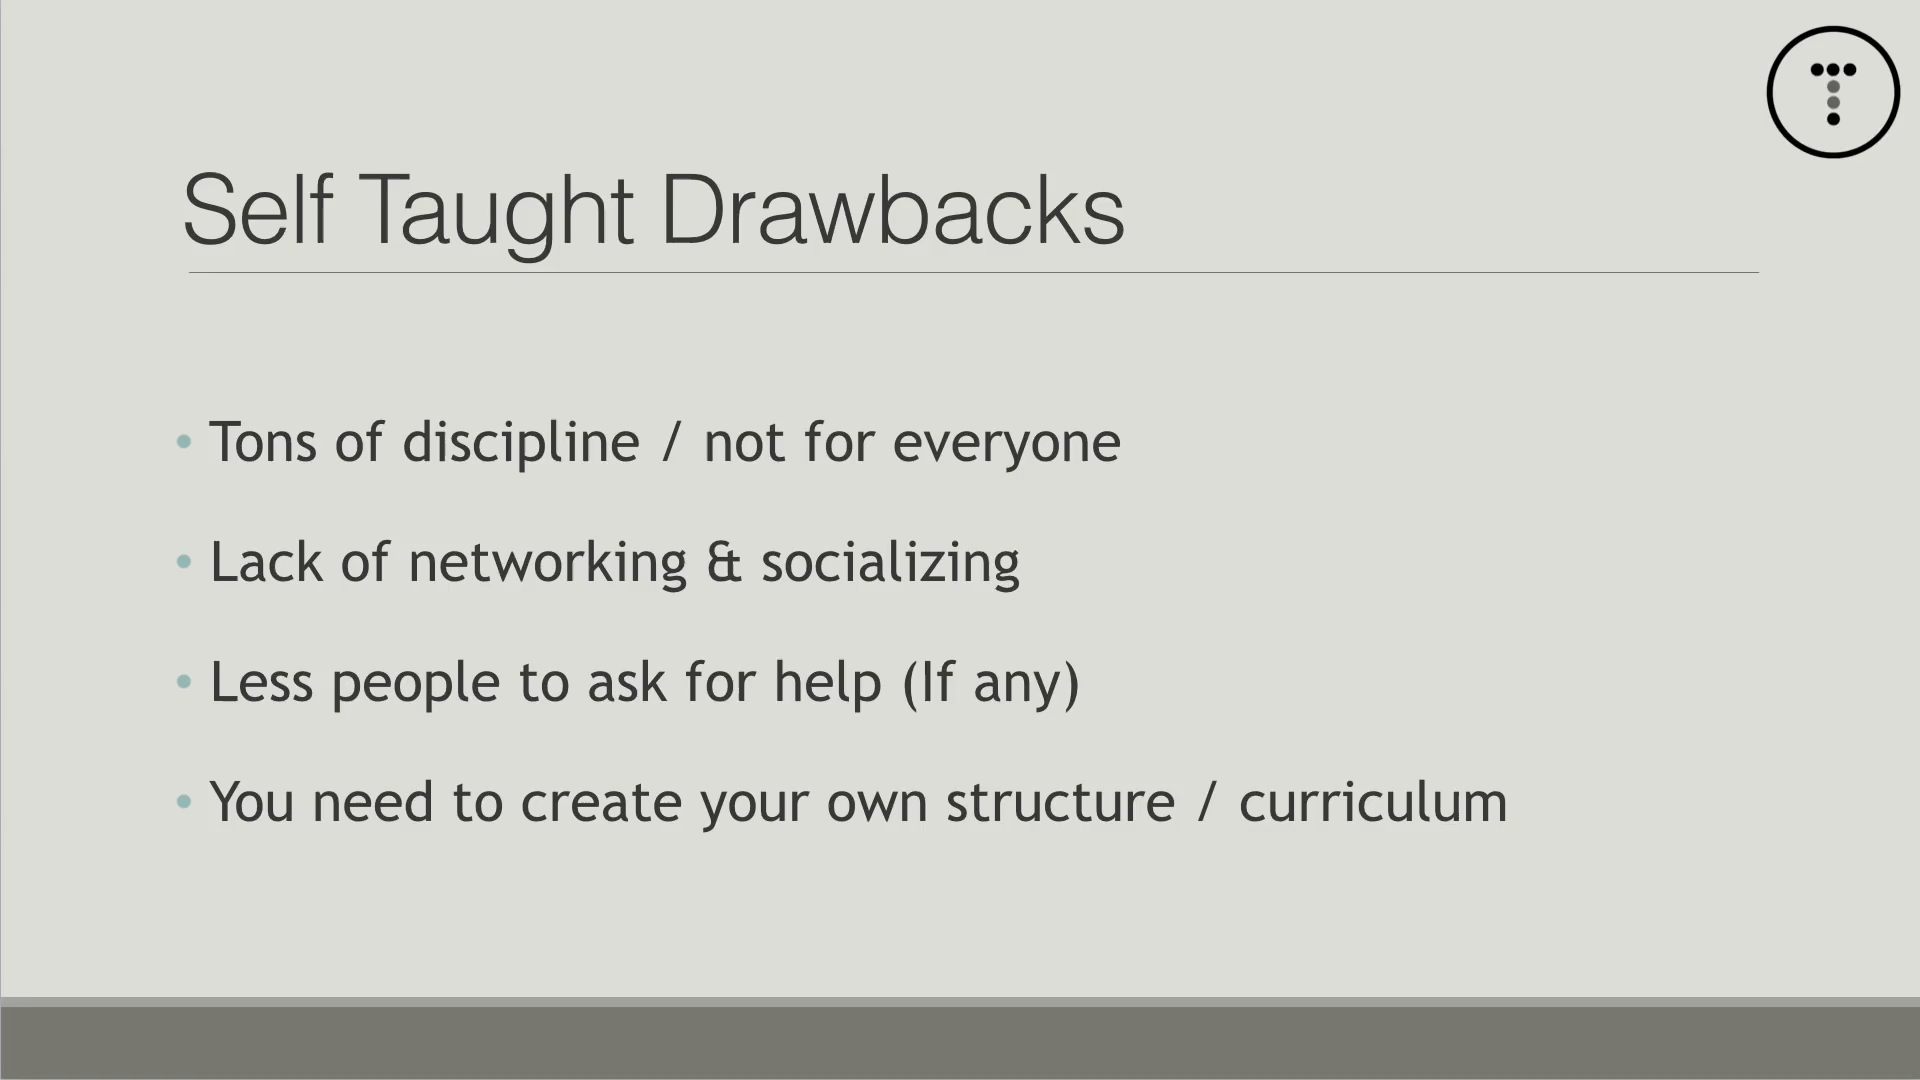 Self Taught Drawbacks
• Tons of discipline / not for everyone
• Lack of networking & socializing
• Less people to ask for help (If any)
• You need to create your own structure / curriculum